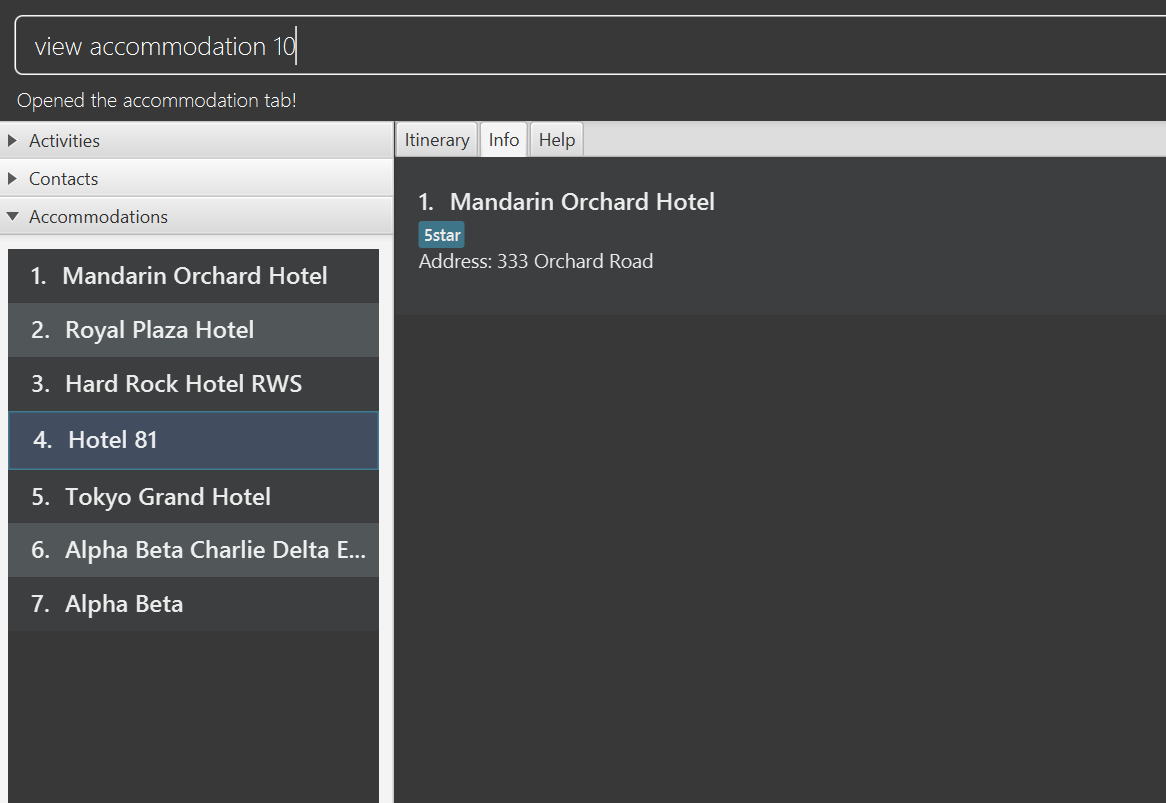 view accommodation 10
Opened the accommodation tab!
Activities
Contacts
Accommodations
1. Mandarin Orchard Hotel
2. Royal Plaza Hotel
3. Hard Rock Hotel RWS
4. Hotel 81
5. Tokyo Grand Hotel
6. Alpha Beta Charlie Delta E...
7. Alpha Beta
Itinerary Info Help
1. Mandarin Orchard Hotel
5star
Address: 333 Orchard Road